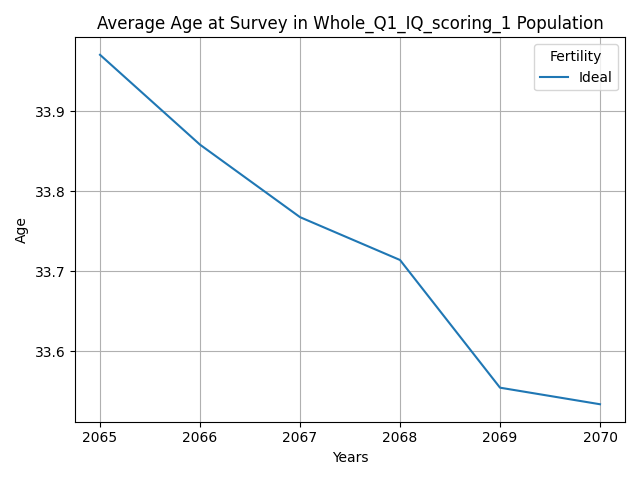 Average Age at Survey in Whole_Q1_IQ_scoring_1 Population
Fertility
Ideal
33.9
33.8
33.7
33.6
Age
2065 2066 2067 2068 2069 2070
Years